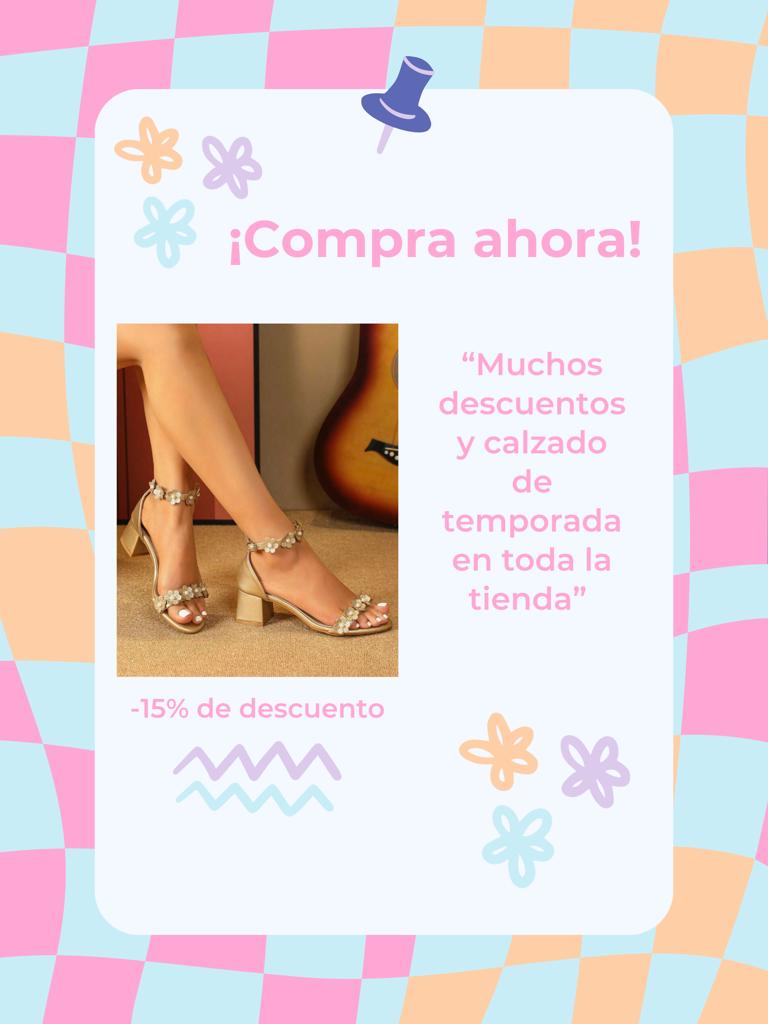 ¡Compra ahora!
“Muchos
descuentos
y calzado
de
temporada
en toda la
tienda”
-15% de descuento